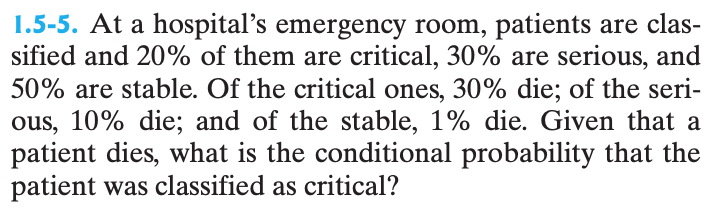 1.5-5. At a hospital’s emergency room, patients are clas-
sified and 20% of them are critical, 30% are serious, and
50% are stable. Of the critical ones, 30% die; of the seri-
ous, 10% die; and of the stable, 1% die. Given that a
patient dies, what is the conditional probability that the
patient was classified as critical?